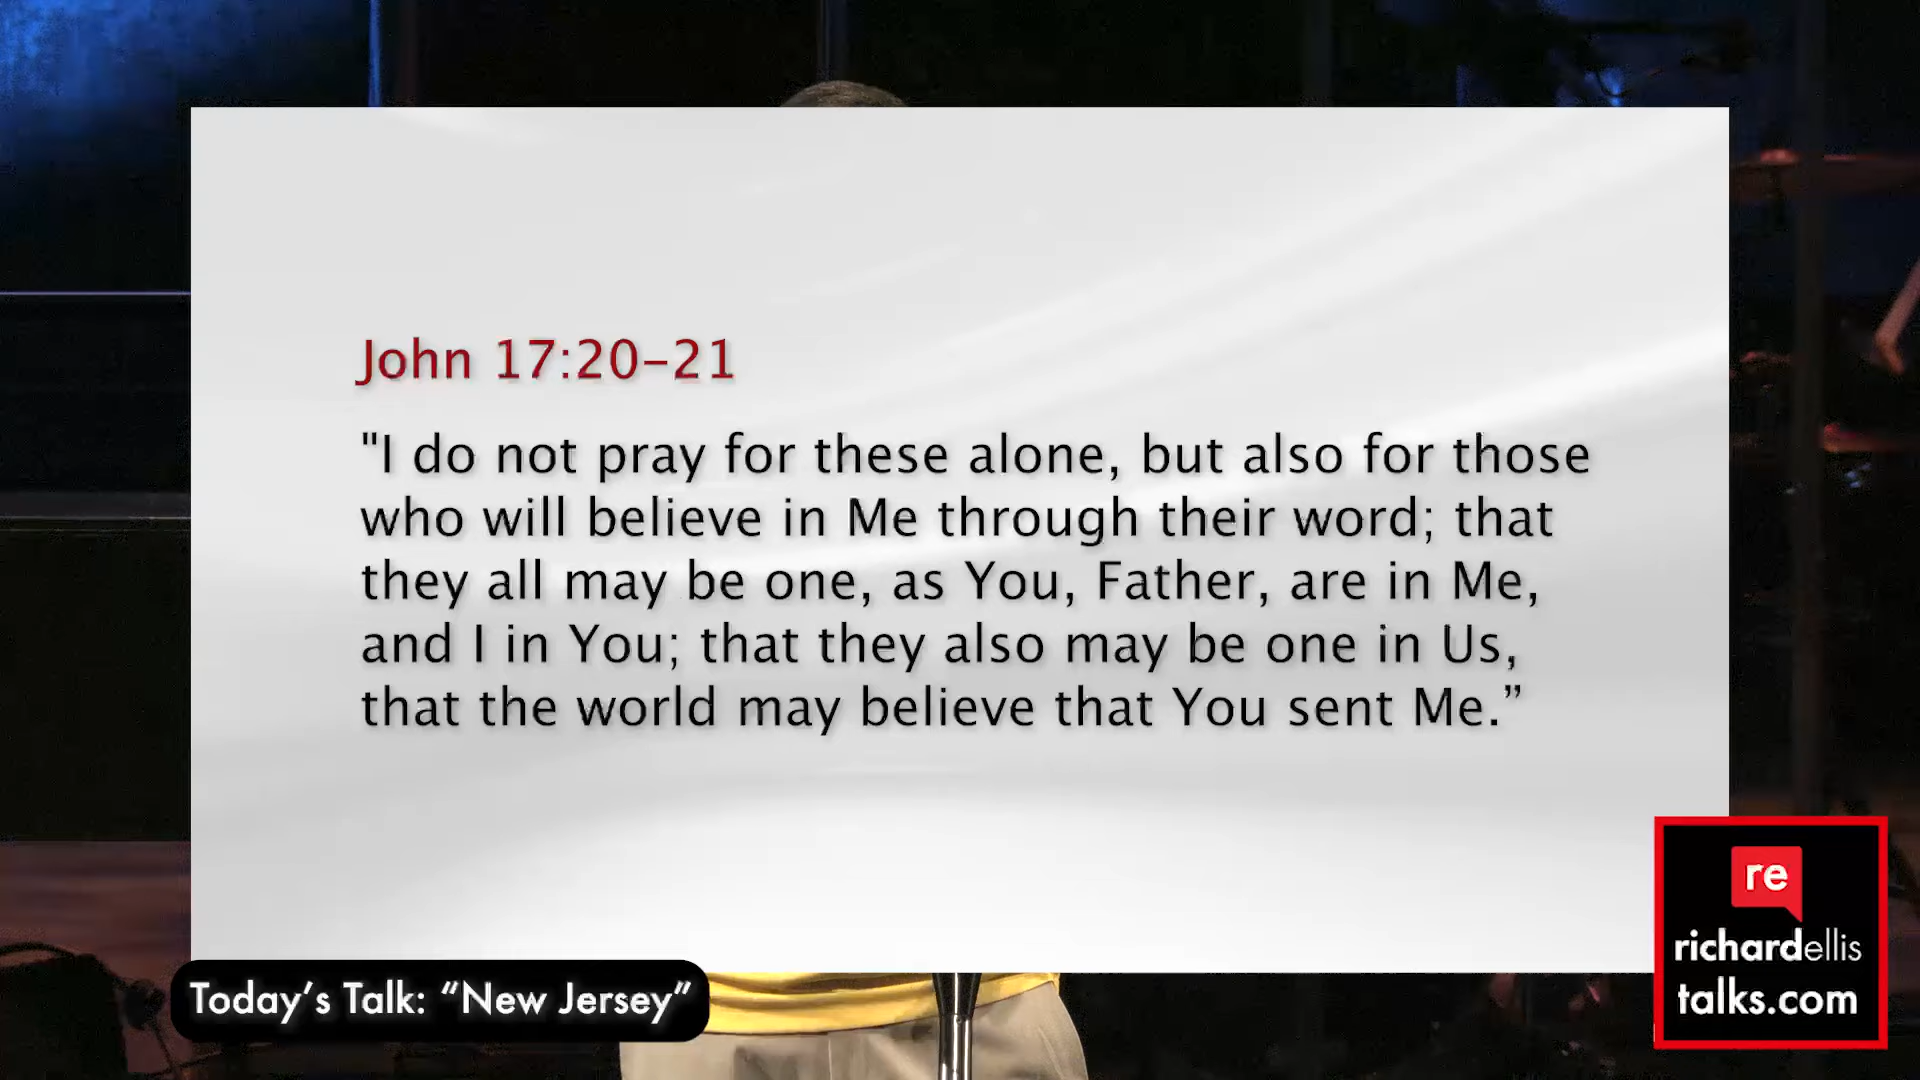 John 17:20-21
"I do not pray for these alone, but also for those
who will believe in Me through their word; that
they all may be one, as You, Father, are in Me,
and I in You; that they also may be one in Us,
that the world may believe that You sent Me.”
Today’s Talk: “New Jersey”
re
richardellis
talks.com